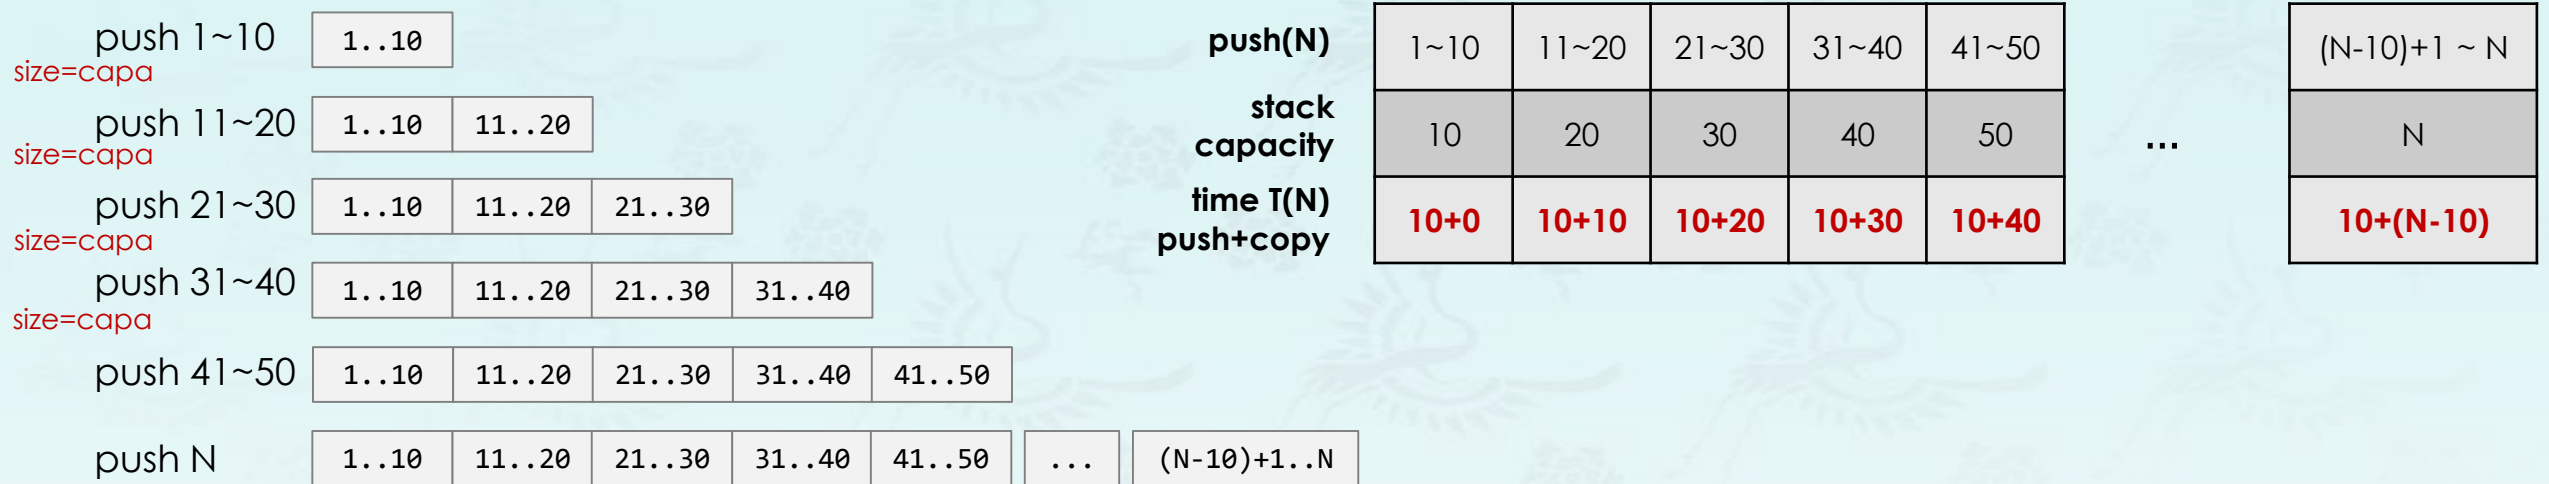 push 1~10 1..10
size=capa
push 11~20 1..10 11..20
size=capa
push 21~30 1..10 11..20 21..30
size=capa
push 31~40 1..10 11..20 21..30 31..40
size=capa
push 41~50 1..10 11..20 21..30 31..40 41..50
push N 1..10 11..20 21..30 31..40 41..50 ... (N-10)+1..N
push(N) 1~10 11~20 21~30 31~40 41~50 (N-10)+1 ~ N
stack
capacity 10 20 30 40 50 ... N
time T(N)
push+copy 10+0 10+10 10+20 10+30 10+40 10+(N-10)